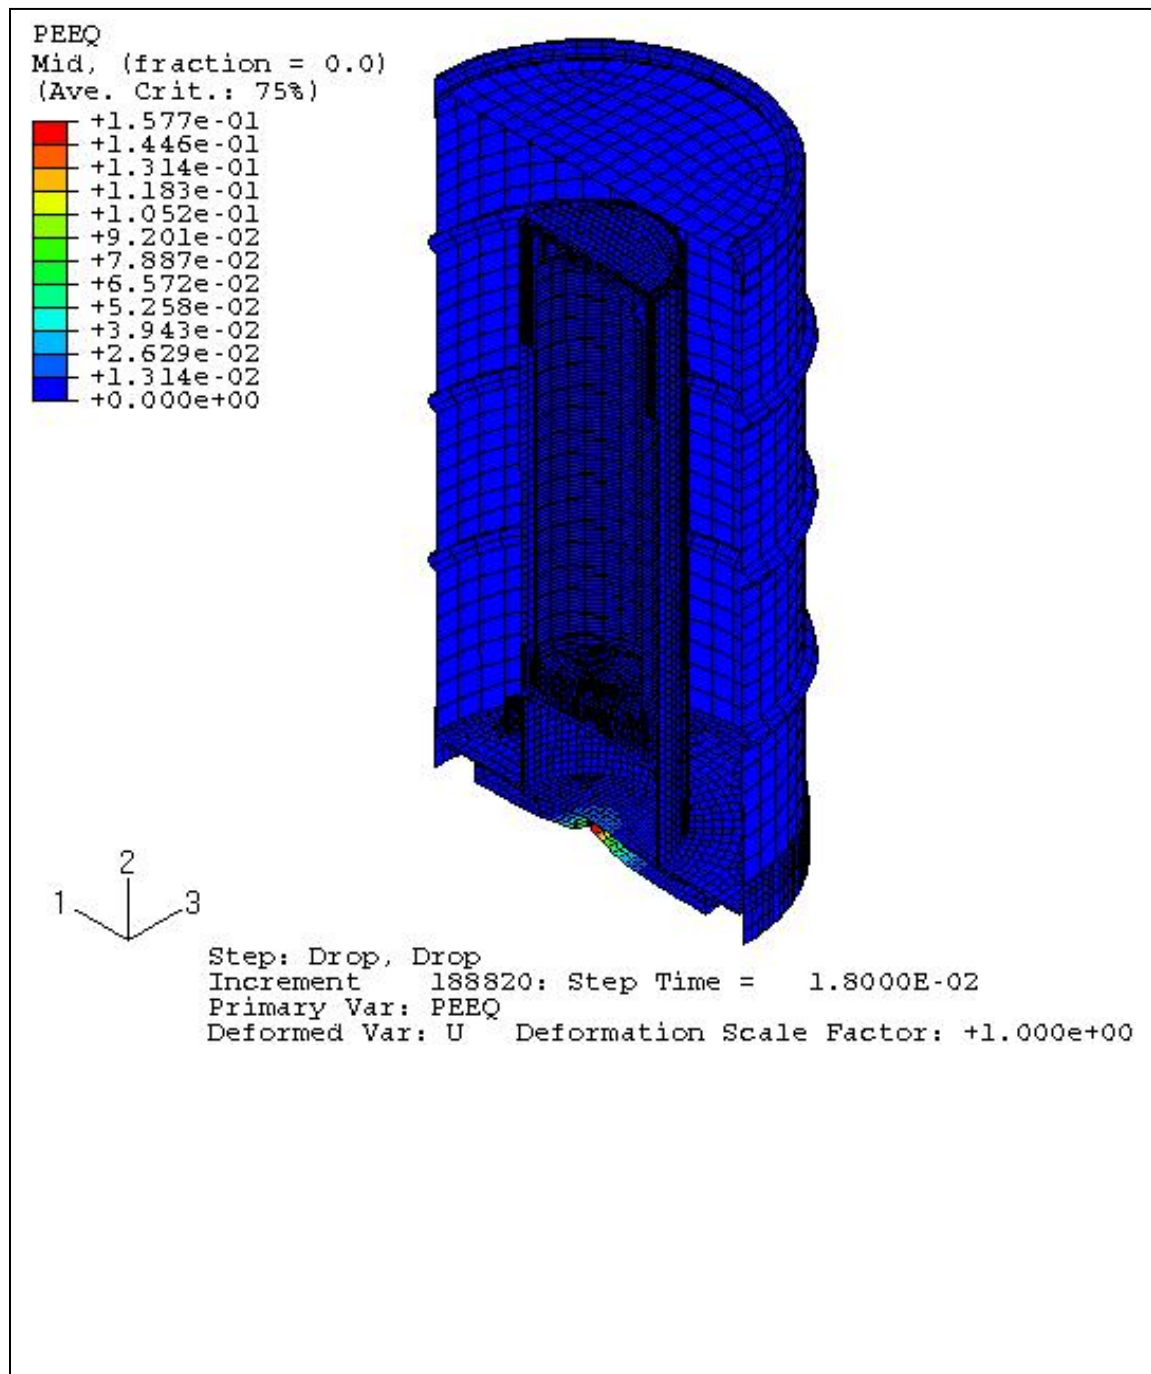 PEEQ
Mid, (fraction = 0.0)
(Ave. Crit.: 75%)
+1.577e-01
+1.446e-01
+1.314e-01
+1.183e-01
+1.052e-01
+9.201e-02
+7.887e-02
+6.572e-02
+5.258e-02
+3.943e-02
+2.629e-02
+1.314e-02
+0.000e+00
2
1
3
Step: Drop, Drop
Increment 188820: Step Time = 1.8000E-02
Primary Var: PEEQ
Deformed Var: U Deformation Scale Factor: +1.000e+00